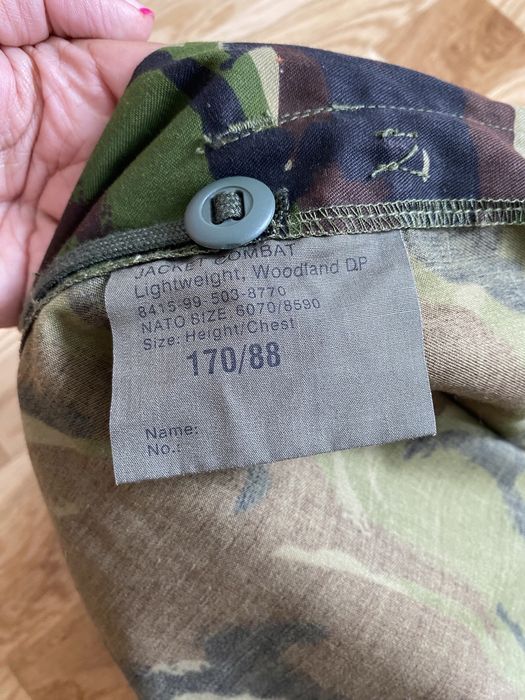 JACKET COMBAT
Lightweight, Woodland DP
8415-99-503-8770
NATO SIZE 6070/8590
Size: Height/Chest
170/88
Name:
No.: